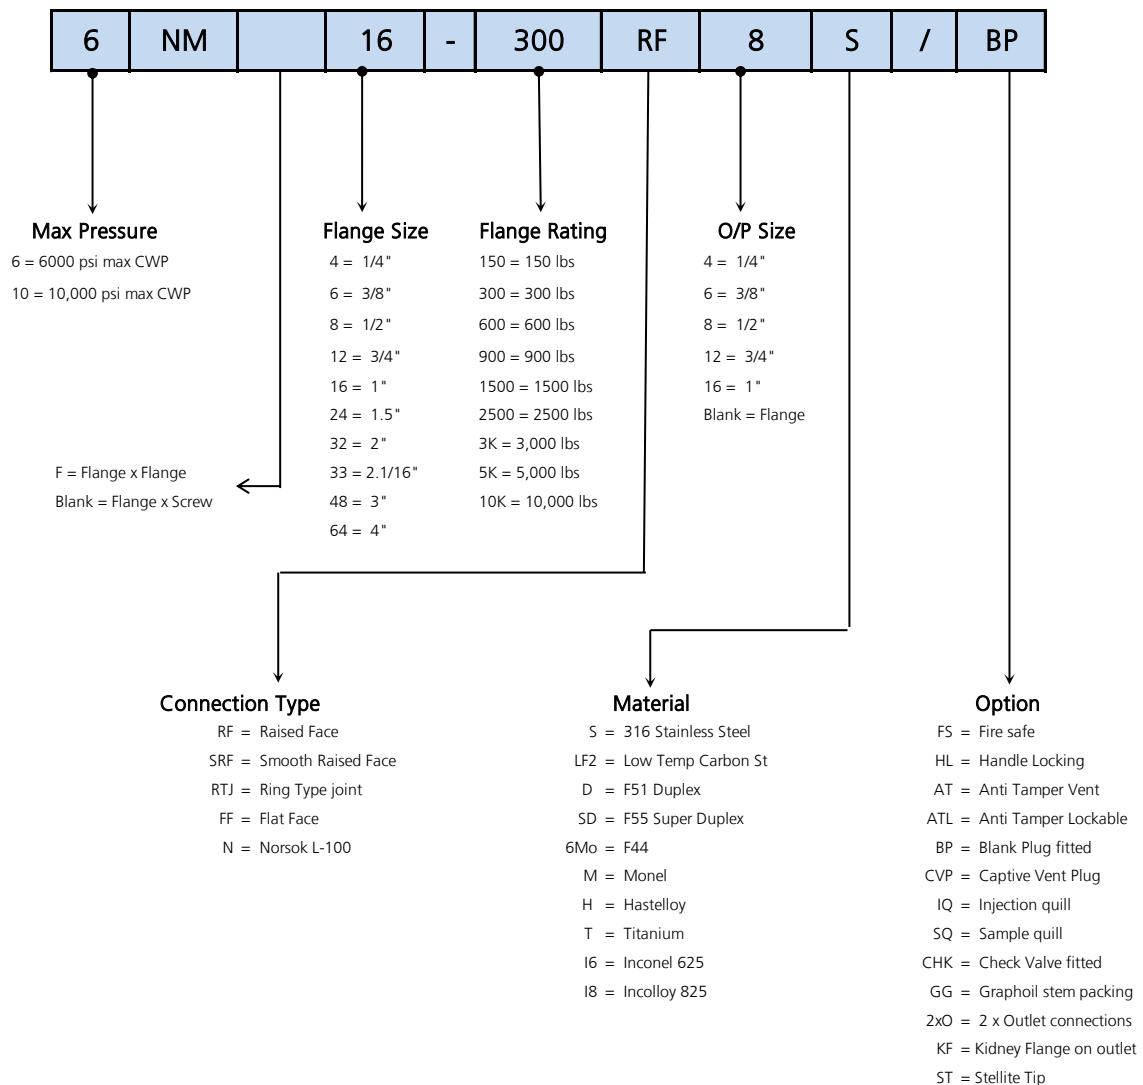 6 NM 16 - 300 RF 8 S / BP
Max Pressure
6 = 6000 psi max CWP
10 = 10,000 psi max CWP
F = Flange x Flange
Blank = Flange x Screw
Flange Size
4 = 1/4"
6 = 3/8"
8 = 1/2"
12 = 3/4"
16 = 1"
24 = 1.5"
32 = 2"
33 = 2.1/16"
48 = 3"
64 = 4"
Flange Rating
150 = 150 lbs
300 = 300 lbs
600 = 600 lbs
900 = 900 lbs
1500 = 1500 lbs
2500 = 2500 lbs
3K = 3,000 lbs
5K = 5,000 lbs
10K = 10,000 lbs
O/P Size
4 = 1/4"
6 = 3/8"
8 = 1/2"
12 = 3/4"
16 = 1"
Blank = Flange
Connection Type
RF = Raised Face
SRF = Smooth Raised Face
RTJ = Ring Type joint
FF = Flat Face
N = Norsok L-100
Material
S = 316 Stainless Steel
LF2 = Low Temp Carbon St
D = F51 Duplex
SD = F55 Super Duplex
6Mo = F44
M = Monel
H = Hastelloy
T = Titanium
I6 = Inconel 625
I8 = Incolloy 825
Option
FS = Fire safe
HL = Handle Locking
AT = Anti Tamper Vent
ATL = Anti Tamper Lockable
BP = Blank Plug fitted
CVP = Captive Vent Plug
IQ = Injection quill
SQ = Sample quill
CHK = Check Valve fitted
GG = Graphoil stem packing
2xO = 2 x Outlet connections
KF = Kidney Flange on outlet
ST = Stellite Tip